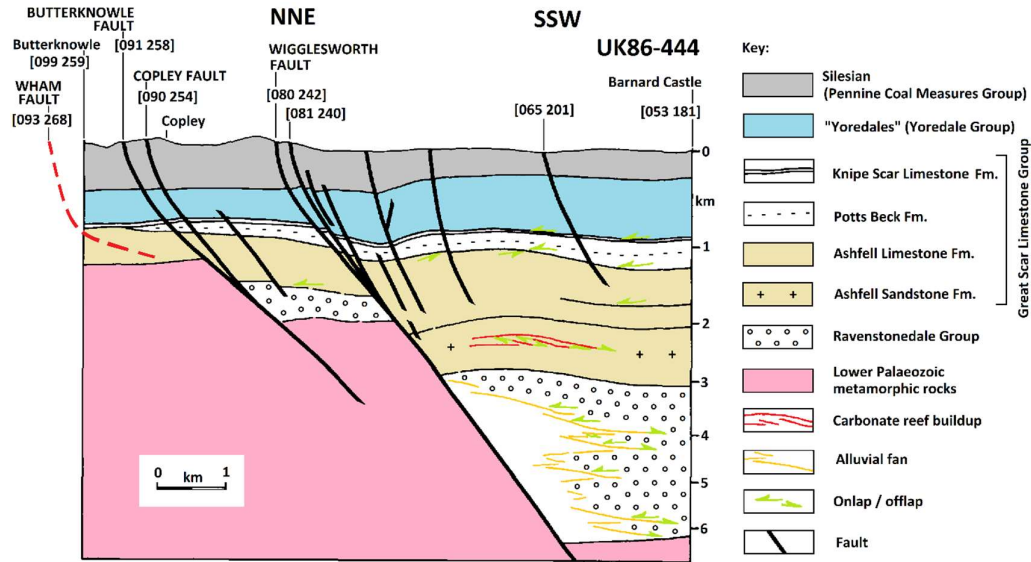 BUTTERKNOWLE
FAULT
[091 258]
Butterknowle
[099 259]
WHAM
FAULT
[093 268]
COPLEY FAULT
[090 254]
Copley
NNE
WIGGLESWORTH
FAULT
[080 242]
[081 240]
SSW
UK86-444
[065 201]
Barnard Castle
[053 181]
0
km
1
2
3
4
5
6
0 km 1
Key:
Silesian
(Pennine Coal Measures Group)
"Yoredales" (Yoredale Group)
Knipe Scar Limestone Fm.
Potts Beck Fm.
Ashfell Limestone Fm.
Ashfell Sandstone Fm.
Great Scar Limestone Group
Ravenstonedale Group
Lower Palaeozoic
metamorphic rocks
Carbonate reef buildup
Alluvial fan
Onlap / offlap
Fault